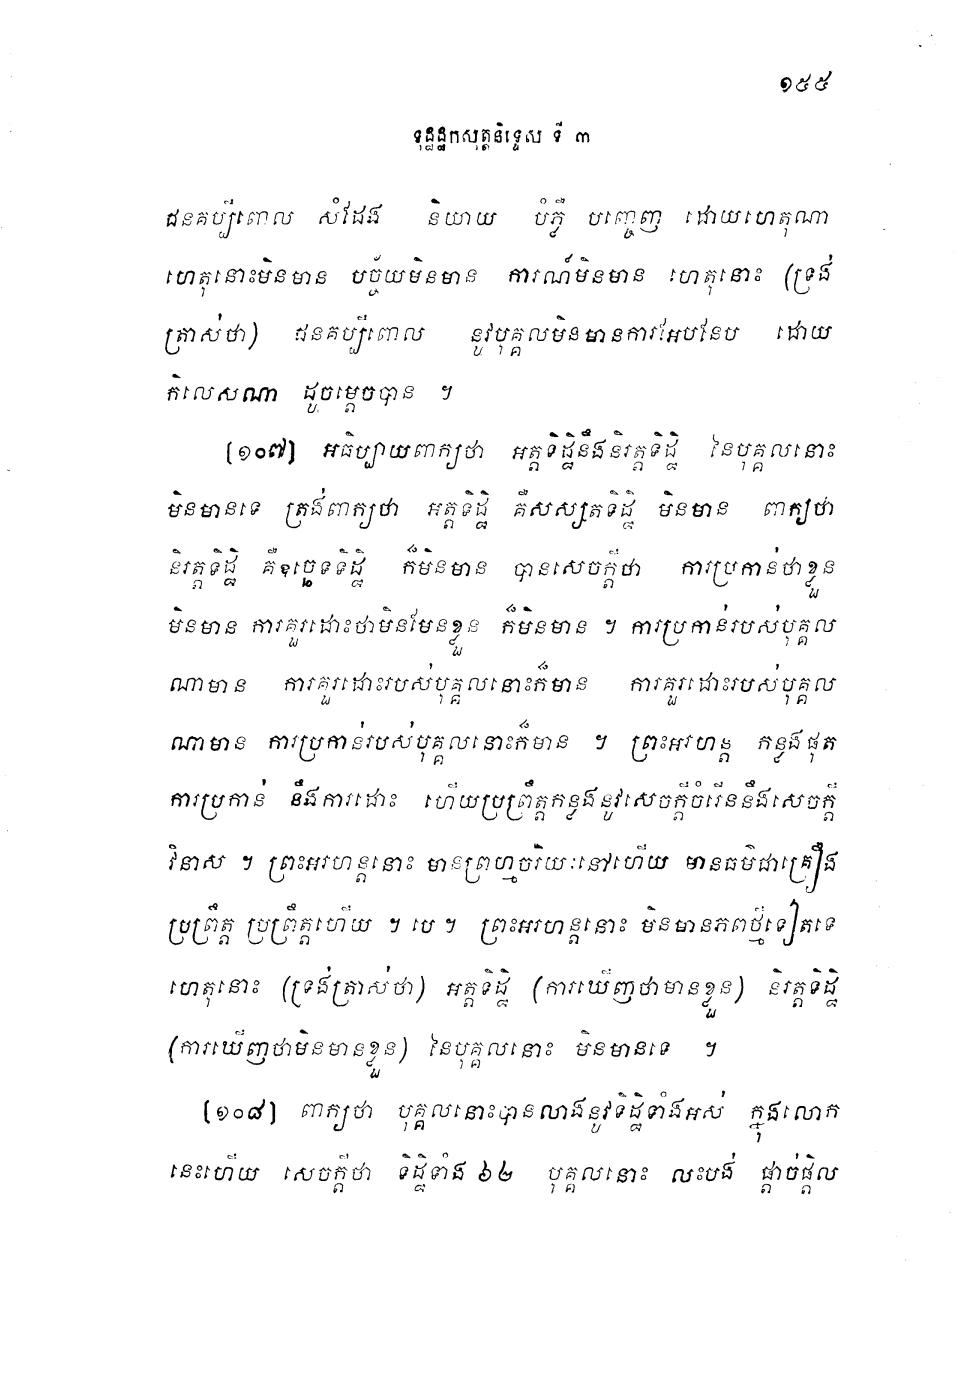 ១៥៥
ទុដ្ឋដ្ឋកសុត្តនិទ្ទេស ទី ៣
ជនគប្បីពោល សំដែង និយាយ បំភ្លឺ បញ្ចេញ ដោយហេតុណា
ហេតុនោះមិនមាន បច្ច័យមិនមាន ការណ៍មិនមាន ហេតុនោះ (ទ្រង់
ត្រាស់ថា) ជនគប្បីពោល នូវបុគ្គលមិនមានការអែបនែប ដោយ
កិលេសណា ដូចម្ដេចបាន ។
[១០៧] អធិប្បាយពាក្យថា អត្តទិដ្ឋិនឹងនិរត្តទិដ្ឋិ នៃបុគ្គលនោះ
មិនមានទេ ត្រង់ពាក្យថា អត្តទិដ្ឋិ គឺសស្សតទិដ្ឋិ មិនមាន ពាក្យថា
និរត្តទិដ្ឋិ គឺឧច្ឆេទទិដ្ឋិ ក៏មិនមាន បានសេចក្ដីថា ការប្រកាន់ថាខ្លួន
មិនមាន ការគួរដោះថាមិនមែនខ្លួន ក៏មិនមាន ។ ការប្រកាន់របស់បុគ្គល
ណាមាន ការគួរដោះរបស់បុគ្គលនោះក៏មាន ការគួរដោះរបស់បុគ្គល
ណាមាន ការប្រកាន់របស់បុគ្គលនោះក៏មាន ។ ព្រះអរហន្ត កន្លងផុត
ការប្រកាន់ នឹងការដោះ ហើយប្រព្រឹត្តកន្លងនូវសេចក្ដីចំរើននឹងសេចក្ដី
វិនាស ។ ព្រះអរហន្តនោះ មានព្រហ្មចរិយៈនៅហើយ មានធម៌ជាគ្រឿង
ប្រព្រឹត្ត ប្រព្រឹត្តហើយ ។ បេ ។ ព្រះអរហន្តនោះ មិនមានភពថ្មីទៀតទេ
ហេតុនោះ (ទ្រង់ត្រាស់ថា) អត្តទិដ្ឋិ (ការឃើញថាមានខ្លួន) និរត្តទិដ្ឋិ
(ការឃើញថាមិនមានខ្លួន) នៃបុគ្គលនោះ មិនមានទេ ។
[១០៨] ពាក្យថា បុគ្គលនោះបានលាងនូវទិដ្ឋិទាំងអស់ ក្នុងលោក
នេះហើយ សេចក្ដីថា ទិដ្ឋិទាំង ៦២ បុគ្គលនោះ លះបង់ ផ្ដាច់ផ្ដិល